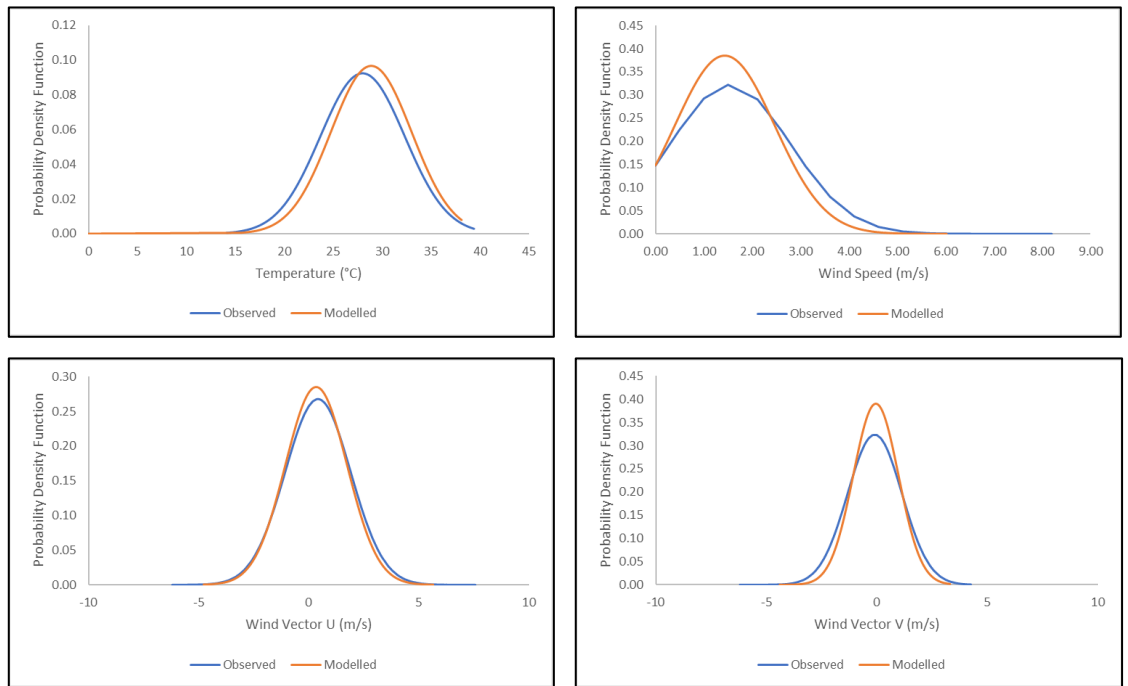 0.12
0.10
0.08
0.06
0.04
0.02
0.00
Probability Density Function
0 5 10 15 20 25 30 35 40 45
Temperature (°C)
Observed Modelled
0.45
0.40
0.35
0.30
0.25
0.20
0.15
0.10
0.05
0.00
Probability Density Function
0.00 1.00 2.00 3.00 4.00 5.00 6.00 7.00 8.00 9.00
Wind Speed (m/s)
Observed Modelled
0.30
0.25
0.20
0.15
0.10
0.05
0.00
Probability Density Function
-10 -5 0 5 10
Wind Vector U (m/s)
Observed Modelled
0.45
0.40
0.35
0.30
0.25
0.20
0.15
0.10
0.05
0.00
Probability Density Function
-10 -5 0 5 10
Wind Vector V (m/s)
Observed Modelled